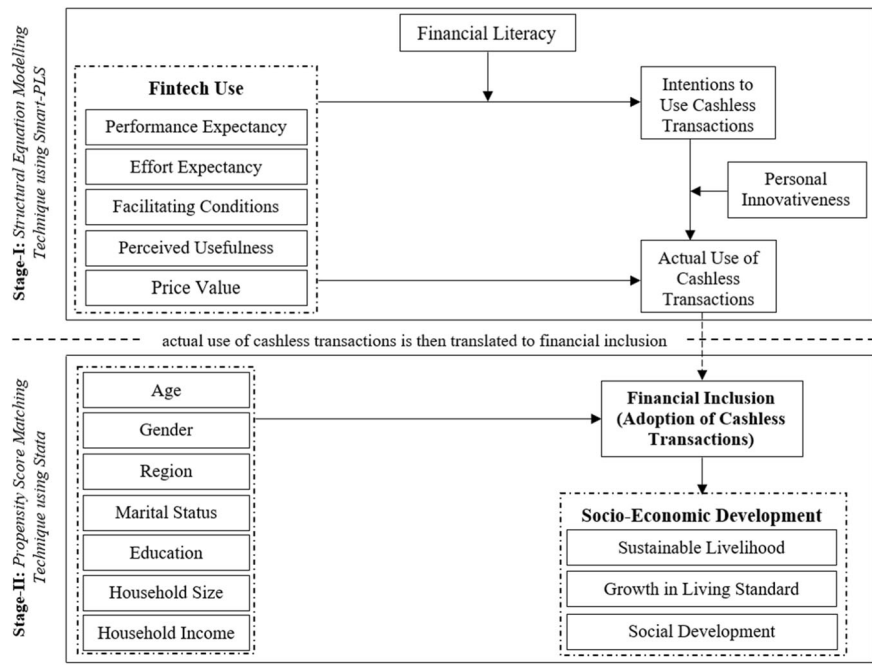 Stage-I: Structural Equation Modelling
Technique using Smart-PLS
Financial Literacy
Fintech Use
Performance Expectancy
Effort Expectancy
Facilitating Conditions
Perceived Usefulness
Price Value
Intentions to
Use Cashless
Transactions
Personal
Innovativeness
Actual Use of
Cashless
Transactions
actual use of cashless transactions is then translated to financial inclusion
Stage-II: Propensity Score Matching
Technique using Stata
Age
Gender
Region
Marital Status
Education
Household Size
Household Income
Financial Inclusion
(Adoption of Cashless
Transactions)
Socio-Economic Development
Sustainable Livelihood
Growth in Living Standard
Social Development